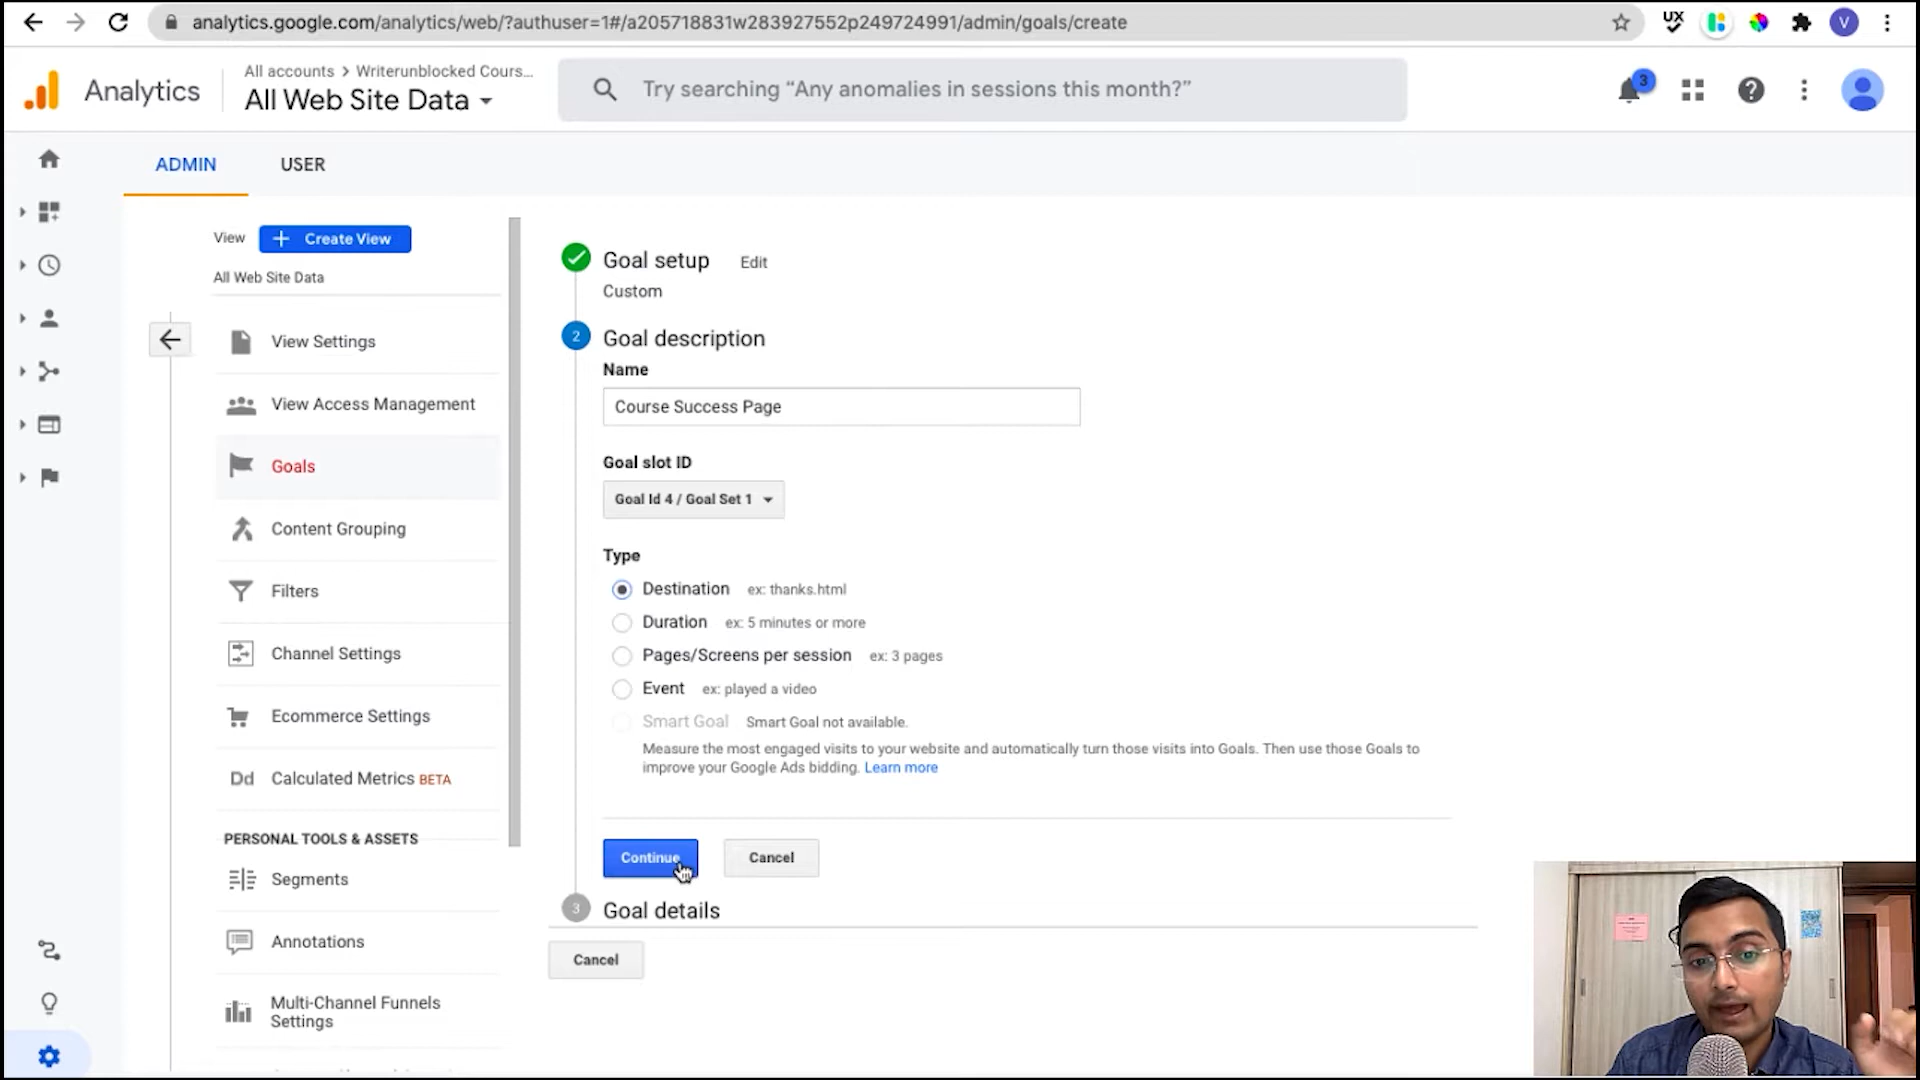 analytics.google.com/analytics/web/?authuser=1#/a205718831w283927552p249724991/admin/goals/create
UX
V
Analytics
All accounts > Writerunblocked Cours...
All Web Site Data
Try searching “Any anomalies in sessions this month?”
3
ADMIN
USER
View
+ Create View
All Web Site Data
View Settings
View Access Management
Goals
Content Grouping
Filters
Channel Settings
Ecommerce Settings
Dd Calculated Metrics BETA
PERSONAL TOOLS & ASSETS
Segments
Annotations
Multi-Channel Funnels
Settings
Goal setup Edit
Custom
2 Goal description
Name
Course Success Page
Goal slot ID
Goal Id 4 / Goal Set 1
Type
Destination ex: thanks.html
Duration ex: 5 minutes or more
Pages/Screens per session ex: 3 pages
Event ex: played a video
Smart Goal Smart Goal not available.
Measure the most engaged visits to your website and automatically turn those visits into Goals. Then use those Goals to
improve your Google Ads bidding. Learn more
Continue
Cancel
3 Goal details
Cancel